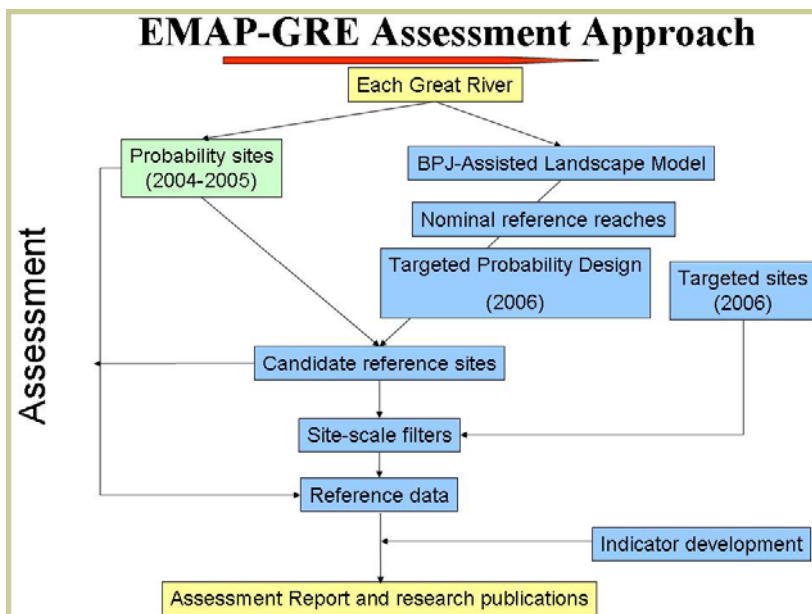 EMAP-GRE Assessment Approach
Each Great River
Probability sites
(2004-2005)
BPJ-Assisted Landscape Model
Nominal reference reaches
Targeted Probability Design
(2006)
Targeted sites
(2006)
Assessment
Candidate reference sites
Site-scale filters
Reference data
Indicator development
Assessment Report and research publications